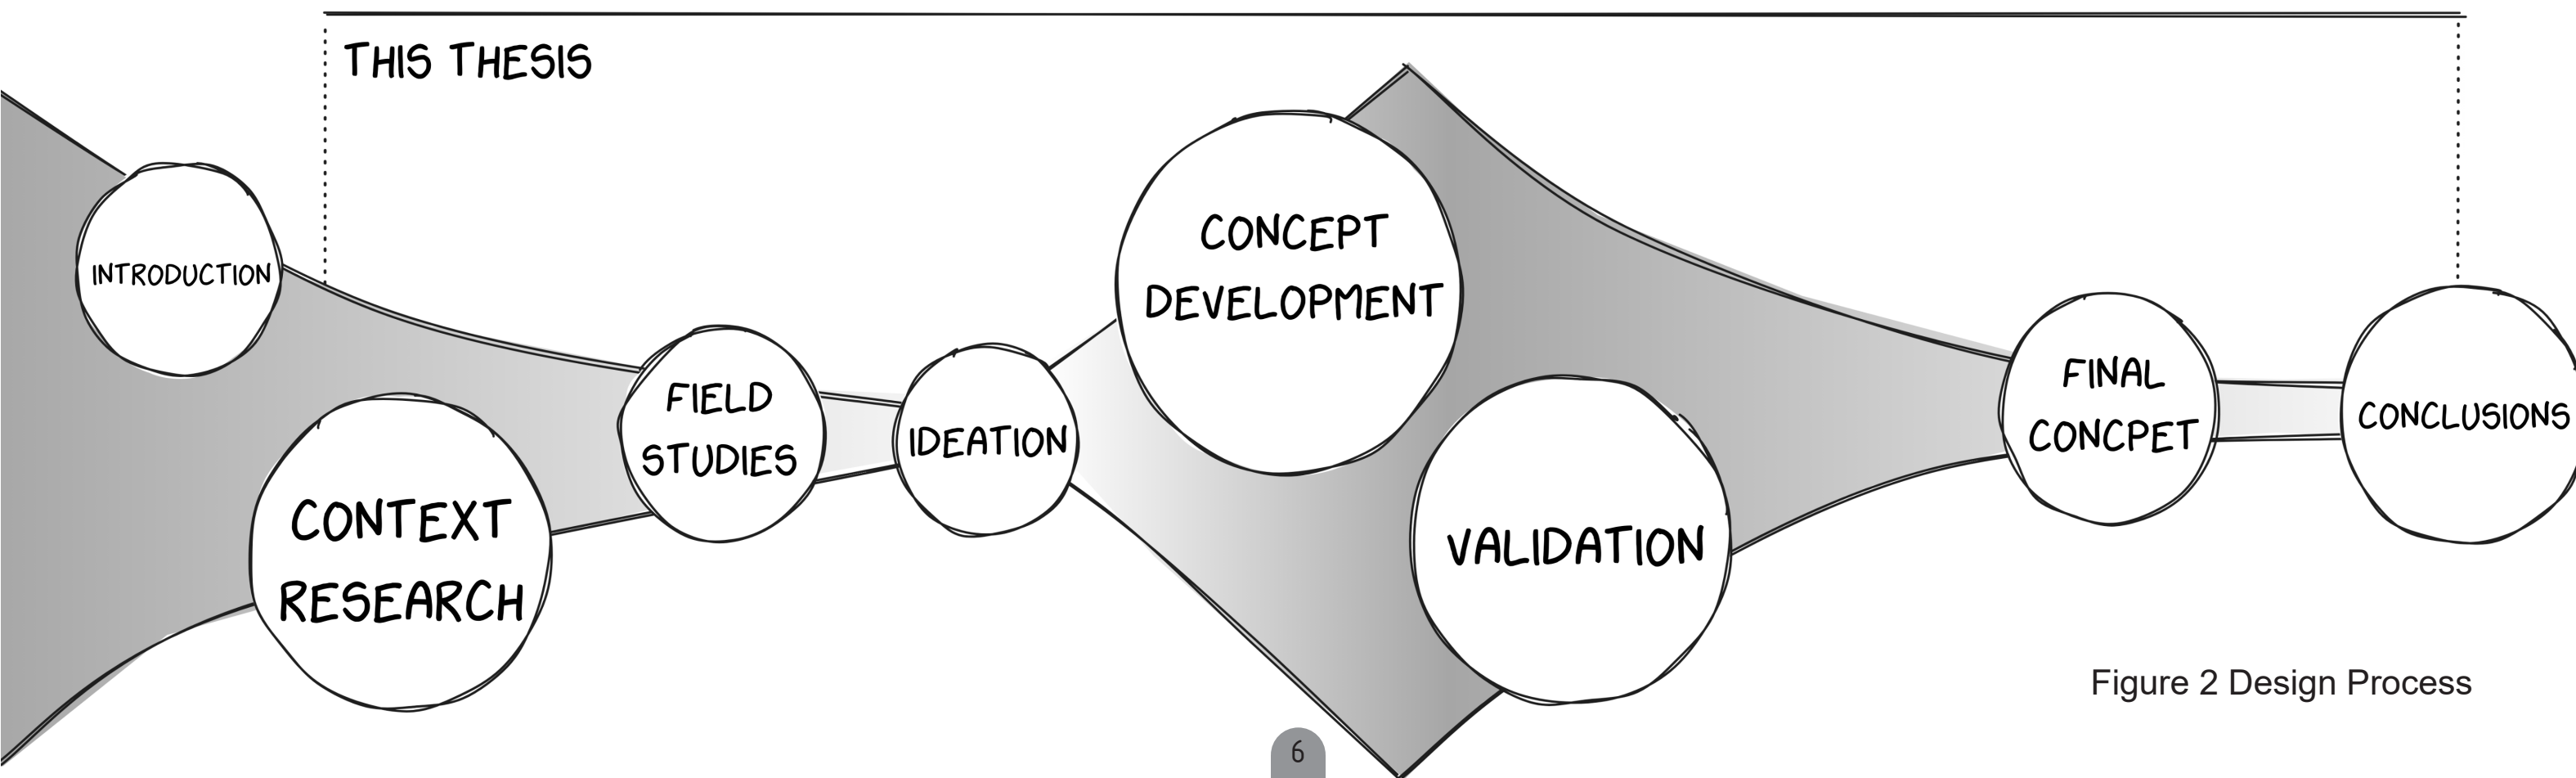 THIS THESIS
INTRODUCTION
CONTEXT
RESEARCH
FIELD
STUDIES
IDEATION
CONCEPT
DEVELOPMENT
VALIDATION
FINAL
CONCPET
CONCLUSIONS
Figure 2 Design Process
6